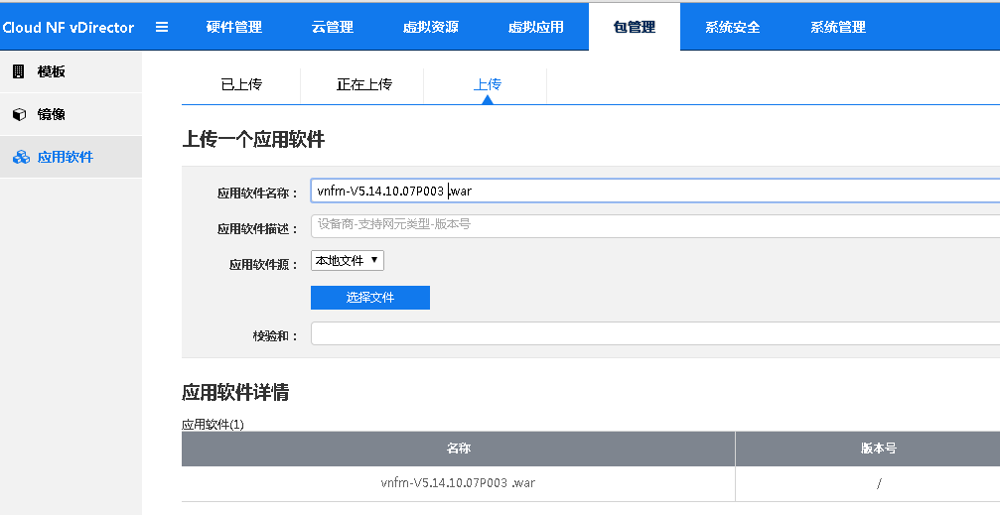 Cloud NF vDirector 硬件管理 云管理 虚拟资源 虚拟应用 包管理 系统安全 系统管理
模板
镜像
应用软件
已上传 正在上传 上传
上传一个应用软件
应用软件名称： vnfm-V5.14.10.07P003 .war
应用软件描述： 设备商-支持网元类型-版本号
应用软件源： 本地文件
选择文件
校验和：
应用软件详情
应用软件(1)
名称 版本号
vnfm-V5.14.10.07P003 .war /